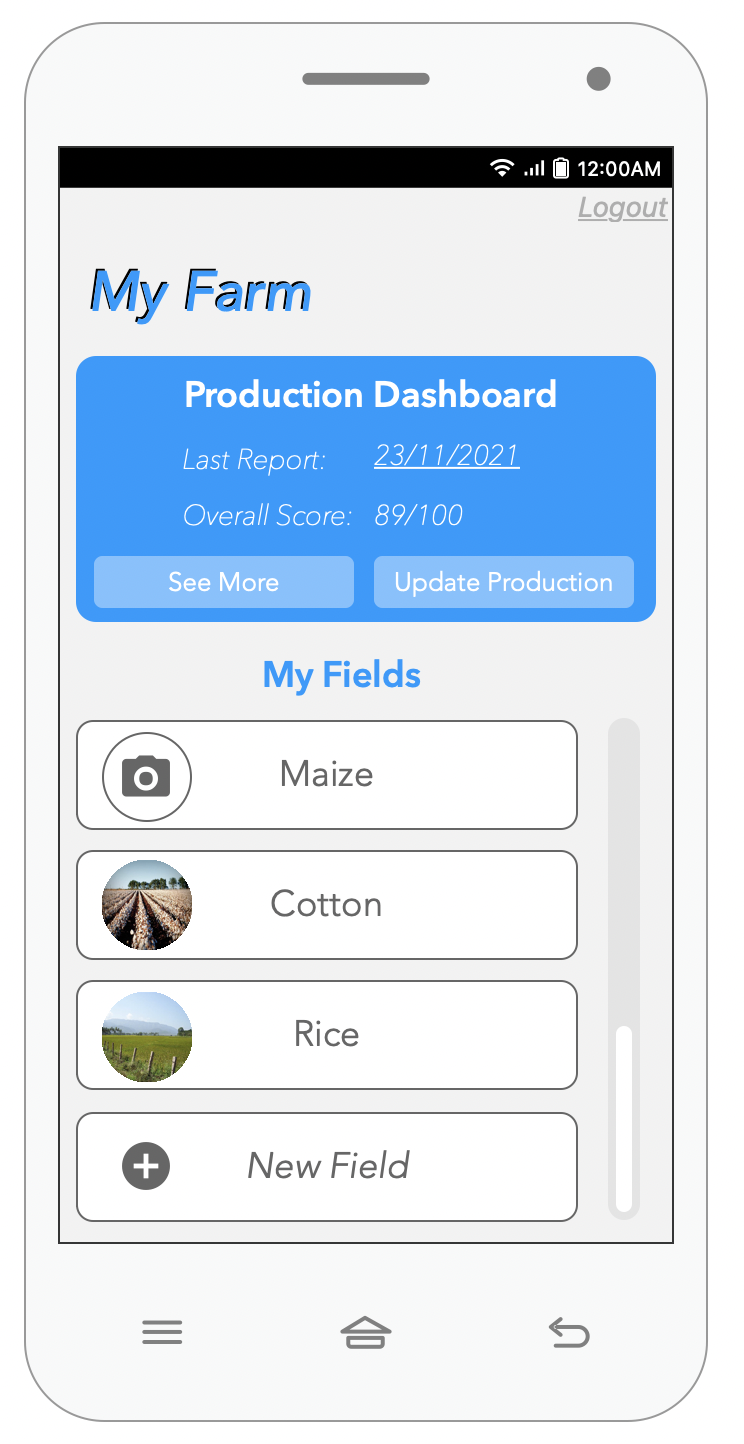 12:00AM
Logout
My Farm
Production Dashboard
Last Report: 23/11/2021
Overall Score: 89/100
See More Update Production
My Fields
Maize
Cotton
Rice
New Field